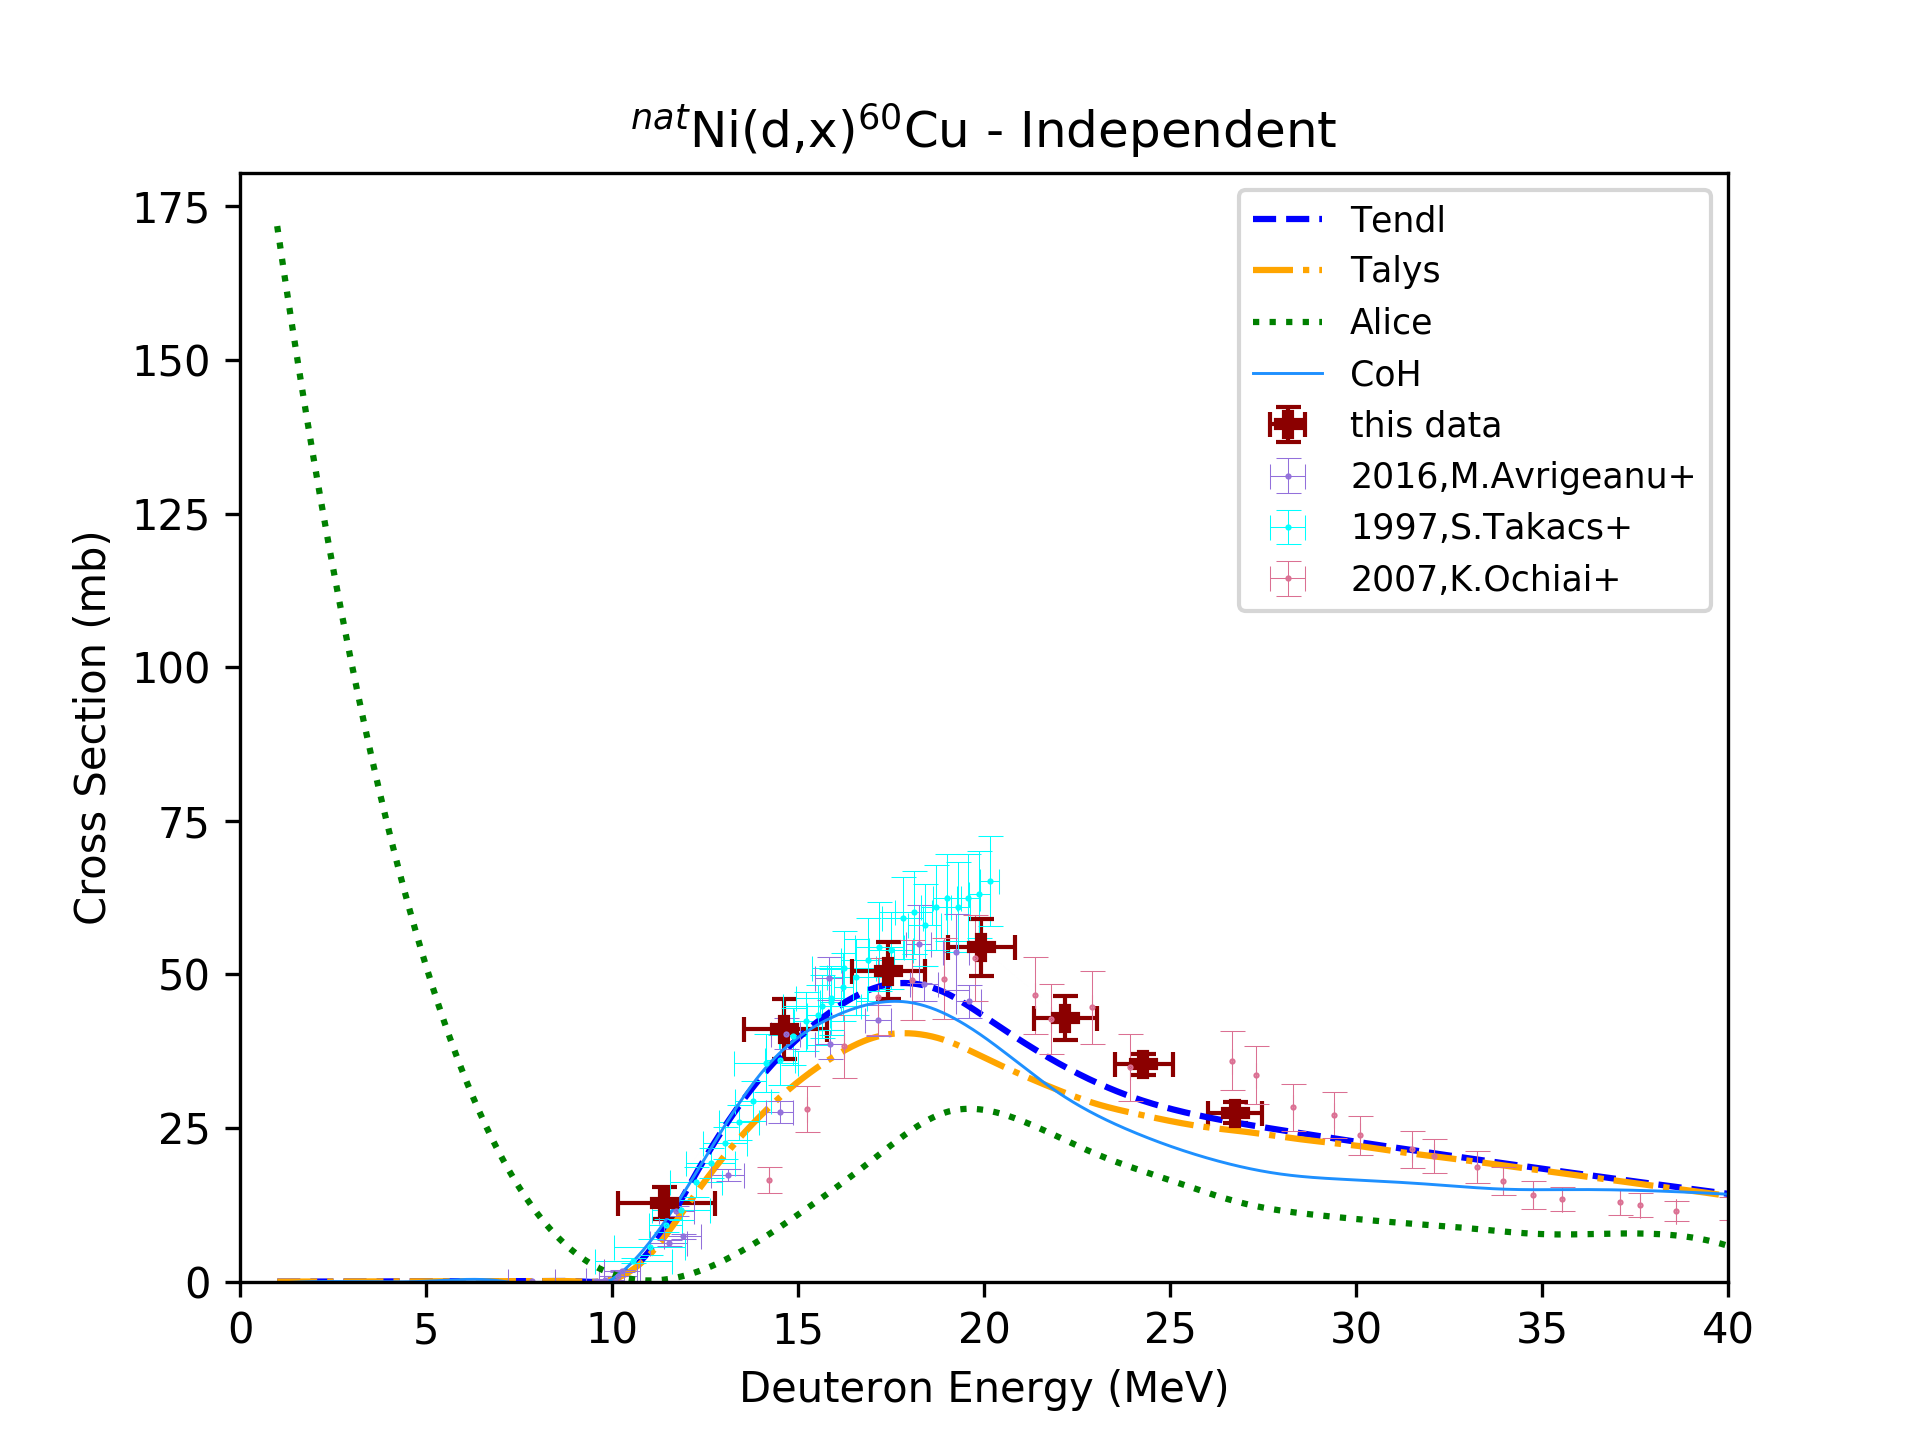 natNi(d,x)60Cu - Independent
Cross Section (mb)
175
150
125
100
75
50
25
0
0 5 10 15 20 25 30 35 40
Deuteron Energy (MeV)
Tendl
Talys
Alice
CoH
this data
2016,M.Avrigeanu+
1997,S.Takacs+
2007,K.Ochiai+